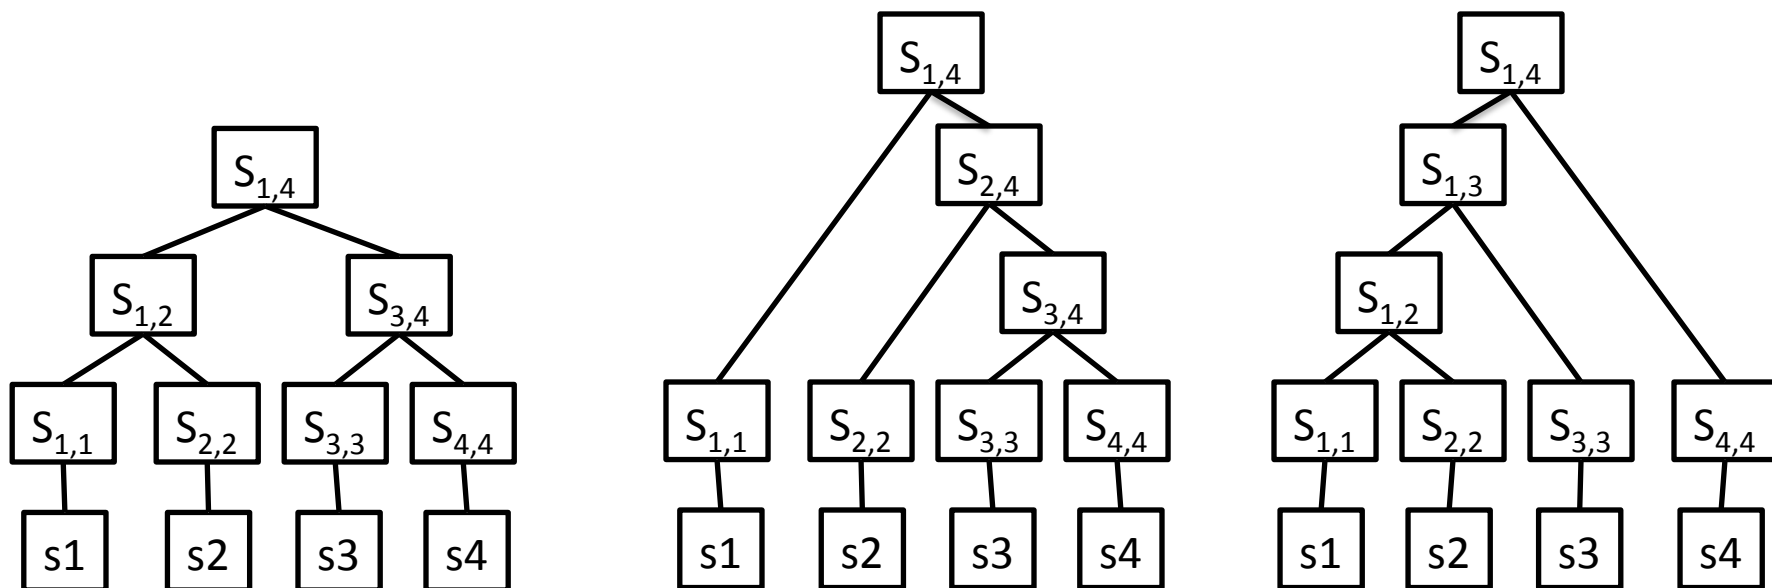 S1,4 S1,4
S1,4 S2,4 S1,3
S1,2 S3,4 S3,4 S1,2
S1,1 S2,2 S3,3 S4,4 S1,1 S2,2 S3,3 S4,4 S1,1 S2,2 S3,3 S4,4
s1 s2 s3 s4 s1 s2 s3 s4 s1 s2 s3 s4